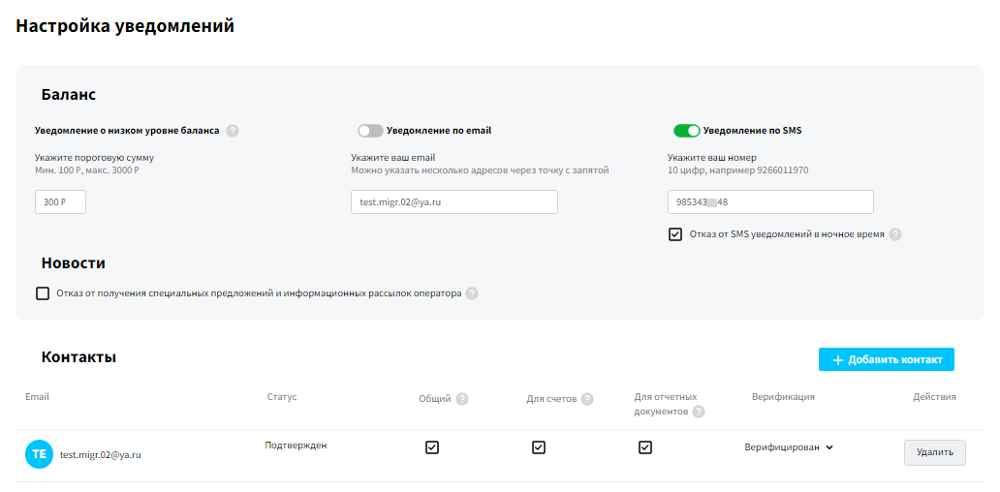 Настройка уведомлений
Баланс
Уведомление о низком уровне баланса ?
Уведомление по email
Уведомление по SMS
Укажите пороговую сумму
Мин. 100 ₽, макс. 3000 ₽
Укажите ваш email
Можно указать несколько адресов через точку с запятой
Укажите ваш номер
10 цифр, например 9266011970
300 ₽
test.migr.02@ya.ru
985343 48
Отказ от SMS уведомлений в ночное время ?
Новости
Отказ от получения специальных предложений и информационных рассылок оператора ?
Контакты
+ Добавить контакт
Email
Статус
Общий ?
Для счетов ?
Для отчетных
документов ?
Верификация
Действия
TE
test.migr.02@ya.ru
Подтвержден
Верифицирован
Удалить